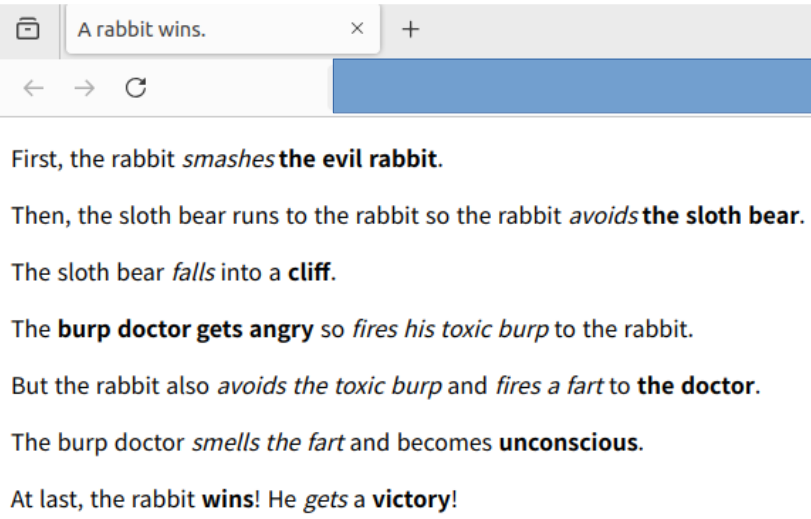 A rabbit wins.
First, the rabbit smashes the evil rabbit.
Then, the sloth bear runs to the rabbit so the rabbit avoids the sloth bear.
The sloth bear falls into a cliff.
The burp doctor gets angry so fires his toxic burp to the rabbit.
But the rabbit also avoids the toxic burp and fires a fart to the doctor.
The burp doctor smells the fart and becomes unconscious.
At last, the rabbit wins! He gets a victory!